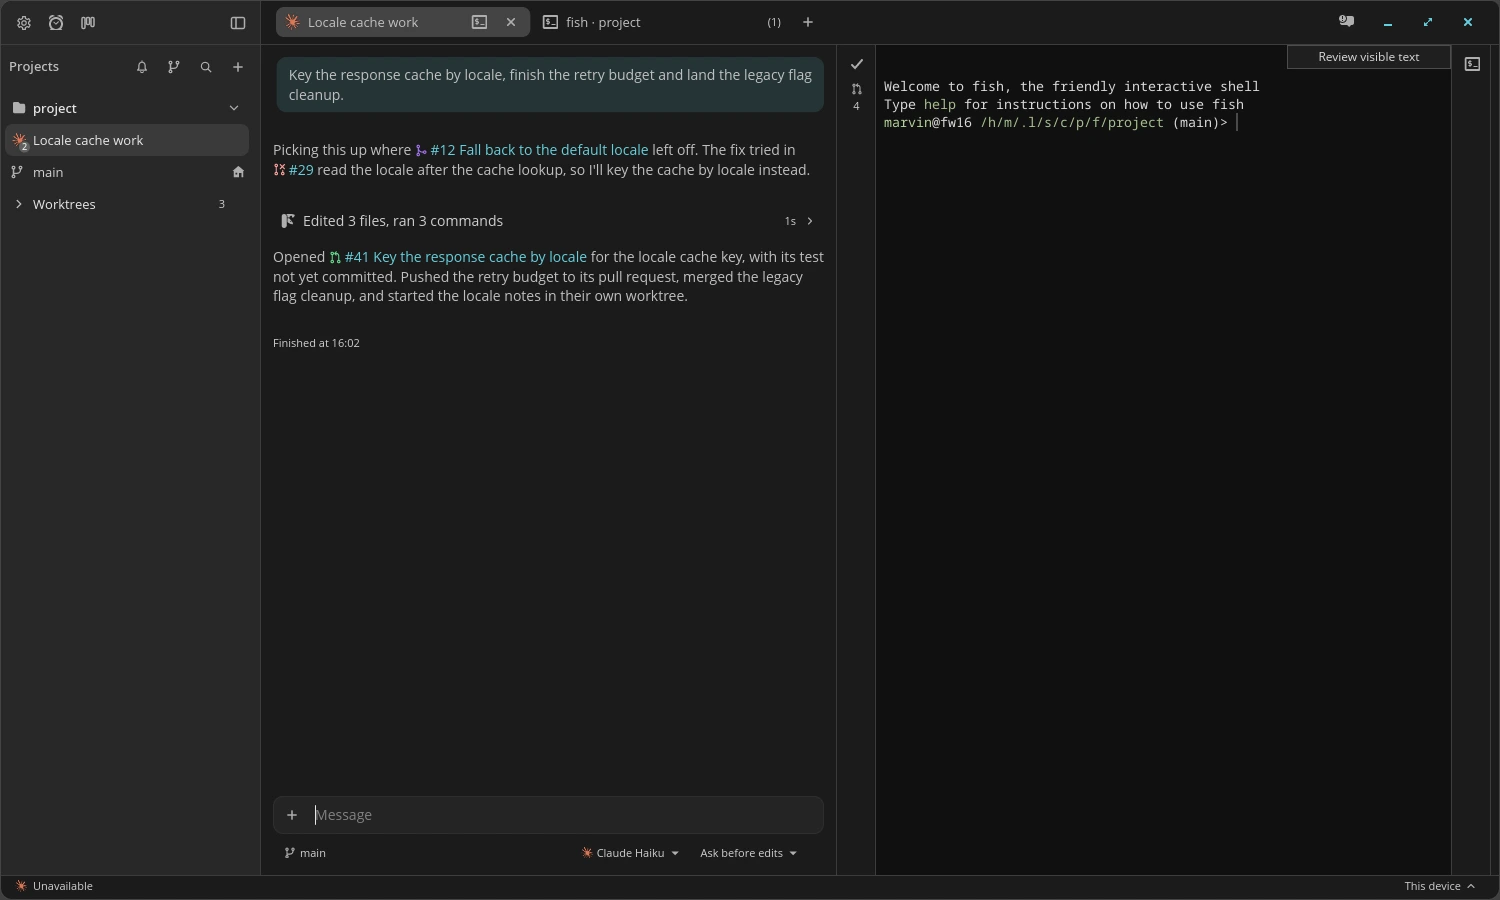 Locale cache work
fish · project
(1)
Projects
project
2
Locale cache work
main
Worktrees
3
Key the response cache by locale, finish the retry budget and land the legacy flag
cleanup.
Picking this up where #12 Fall back to the default locale left off. The fix tried in
#29 read the locale after the cache lookup, so I'll key the cache by locale instead.
Edited 3 files, ran 3 commands
1s
Opened #41 Key the response cache by locale for the locale cache key, with its test
not yet committed. Pushed the retry budget to its pull request, merged the legacy
flag cleanup, and started the locale notes in their own worktree.
Finished at 16:02
Message
main
Claude Haiku
Ask before edits
4
Review visible text
Welcome to fish, the friendly interactive shell
Type help for instructions on how to use fish
marvin@fw16 /h/m/.l/s/c/p/f/project (main)>
Unavailable
This device